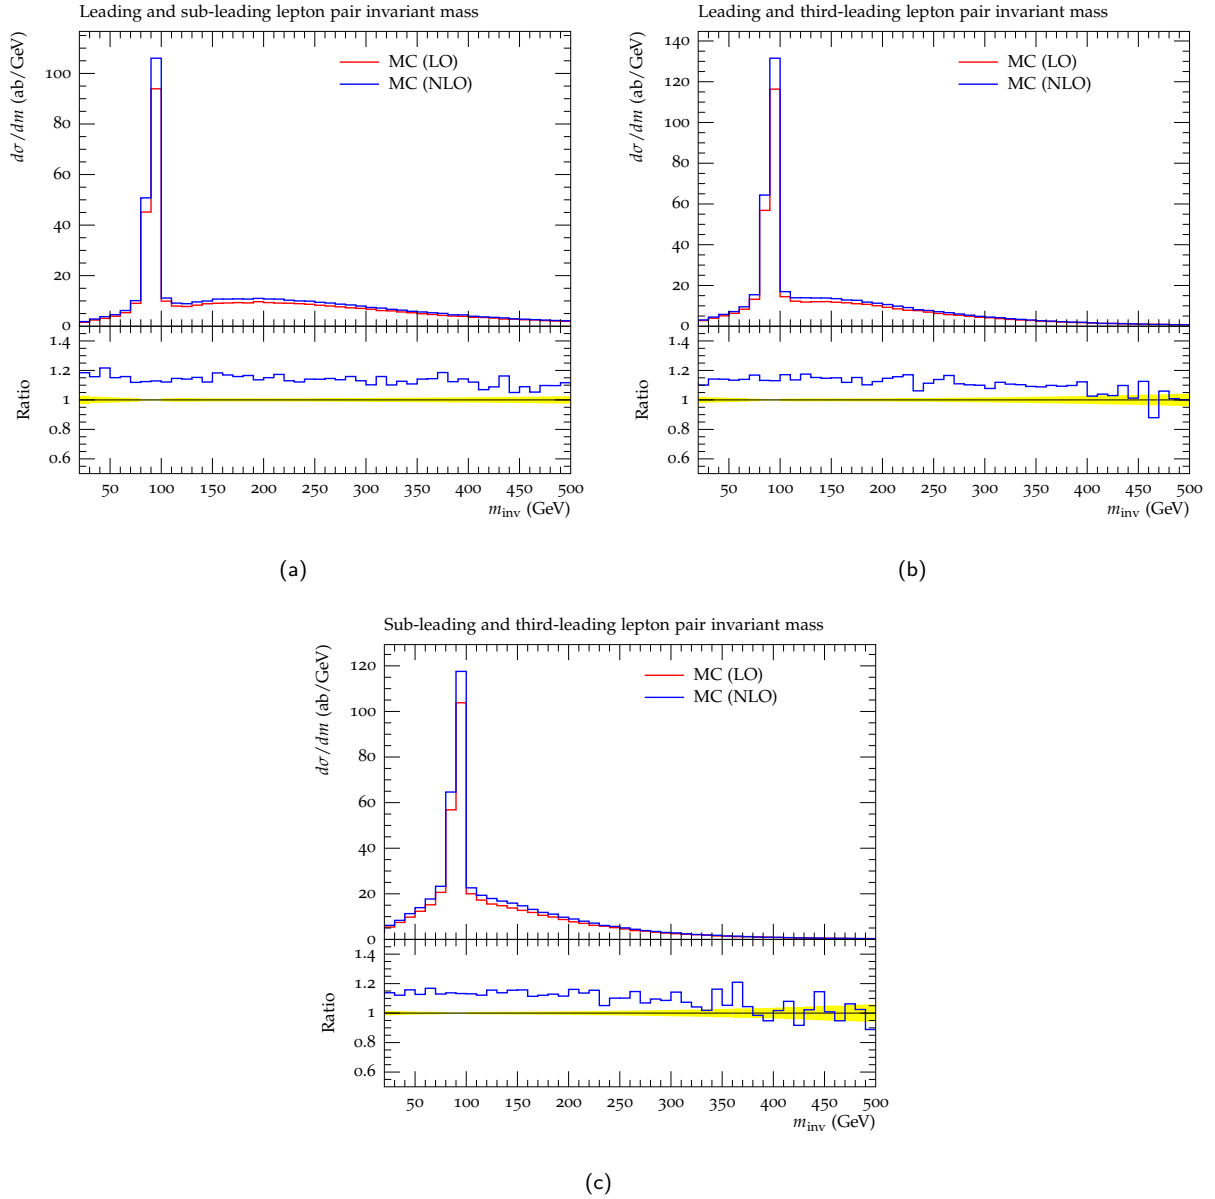 Leading and sub-leading lepton pair invariant mass
MC (LO)
MC (NLO)
dσ/dm (ab/GeV)
100
80
60
40
20
0
1.4
1.2
1
0.8
0.6
Ratio
50 100 150 200 250 300 350 400 450 500
m_inv (GeV)
(a)
Leading and third-leading lepton pair invariant mass
MC (LO)
MC (NLO)
dσ/dm (ab/GeV)
140
120
100
80
60
40
20
0
1.4
1.2
1
0.8
0.6
Ratio
50 100 150 200 250 300 350 400 450 500
m_inv (GeV)
(b)
Sub-leading and third-leading lepton pair invariant mass
MC (LO)
MC (NLO)
dσ/dm (ab/GeV)
120
100
80
60
40
20
0
1.4
1.2
1
0.8
0.6
Ratio
50 100 150 200 250 300 350 400 450 500
m_inv (GeV)
(c)